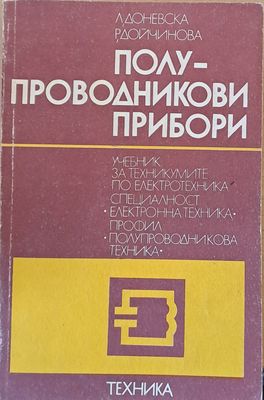 Л.ДОНЕВСКА
Р.ДОЙЧИНОВА
ПОЛУ-
ПРОВОДНИКОВИ
ПРИБОРИ
УЧЕБНИК
ЗА ТЕХНИКУМИТЕ
ПО ЕЛЕКТРОТЕХНИКА
СПЕЦИАЛНОСТ
•ЕЛЕКТРОННА ТЕХНИКА•
ПРОФИЛ
•ПОЛУПРОВОДНИКОВА
ТЕХНИКА•
ТЕХНИКА